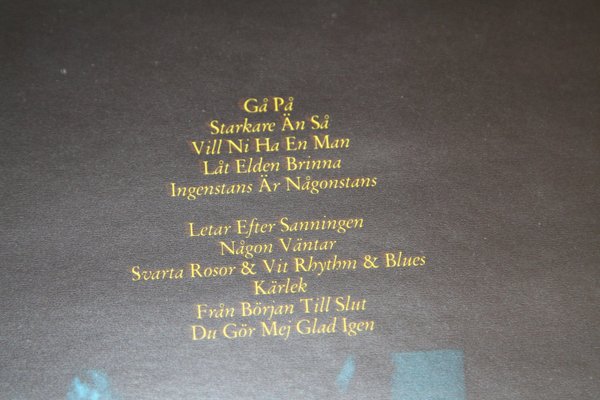 Gå På
Starkare Än Så
Vill Ni Ha En Man
Låt Elden Brinna
Ingenstans Är Någonstans
Letar Efter Sanningen
Någon Väntar
Svarta Rosor & Vit Rhythm & Blues
Kärlek
Från Början Till Slut
Du Gör Mej Glad Igen